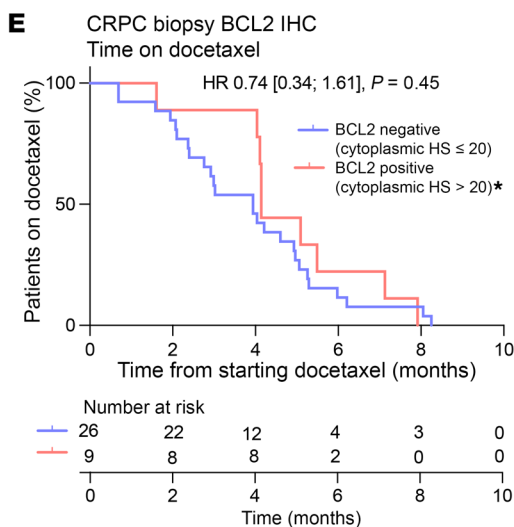 E
CRPC biopsy BCL2 IHC
Time on docetaxel
HR 0.74 [0.34; 1.61], P = 0.45
BCL2 negative
(cytoplasmic HS ≤ 20)
BCL2 positive
(cytoplasmic HS > 20)*
Patients on docetaxel (%)
100
50
0
0 2 4 6 8 10
Time from starting docetaxel (months)
Number at risk
26 22 12 4 3 0
9 8 8 2 0 0
0 2 4 6 8 10
Time (months)